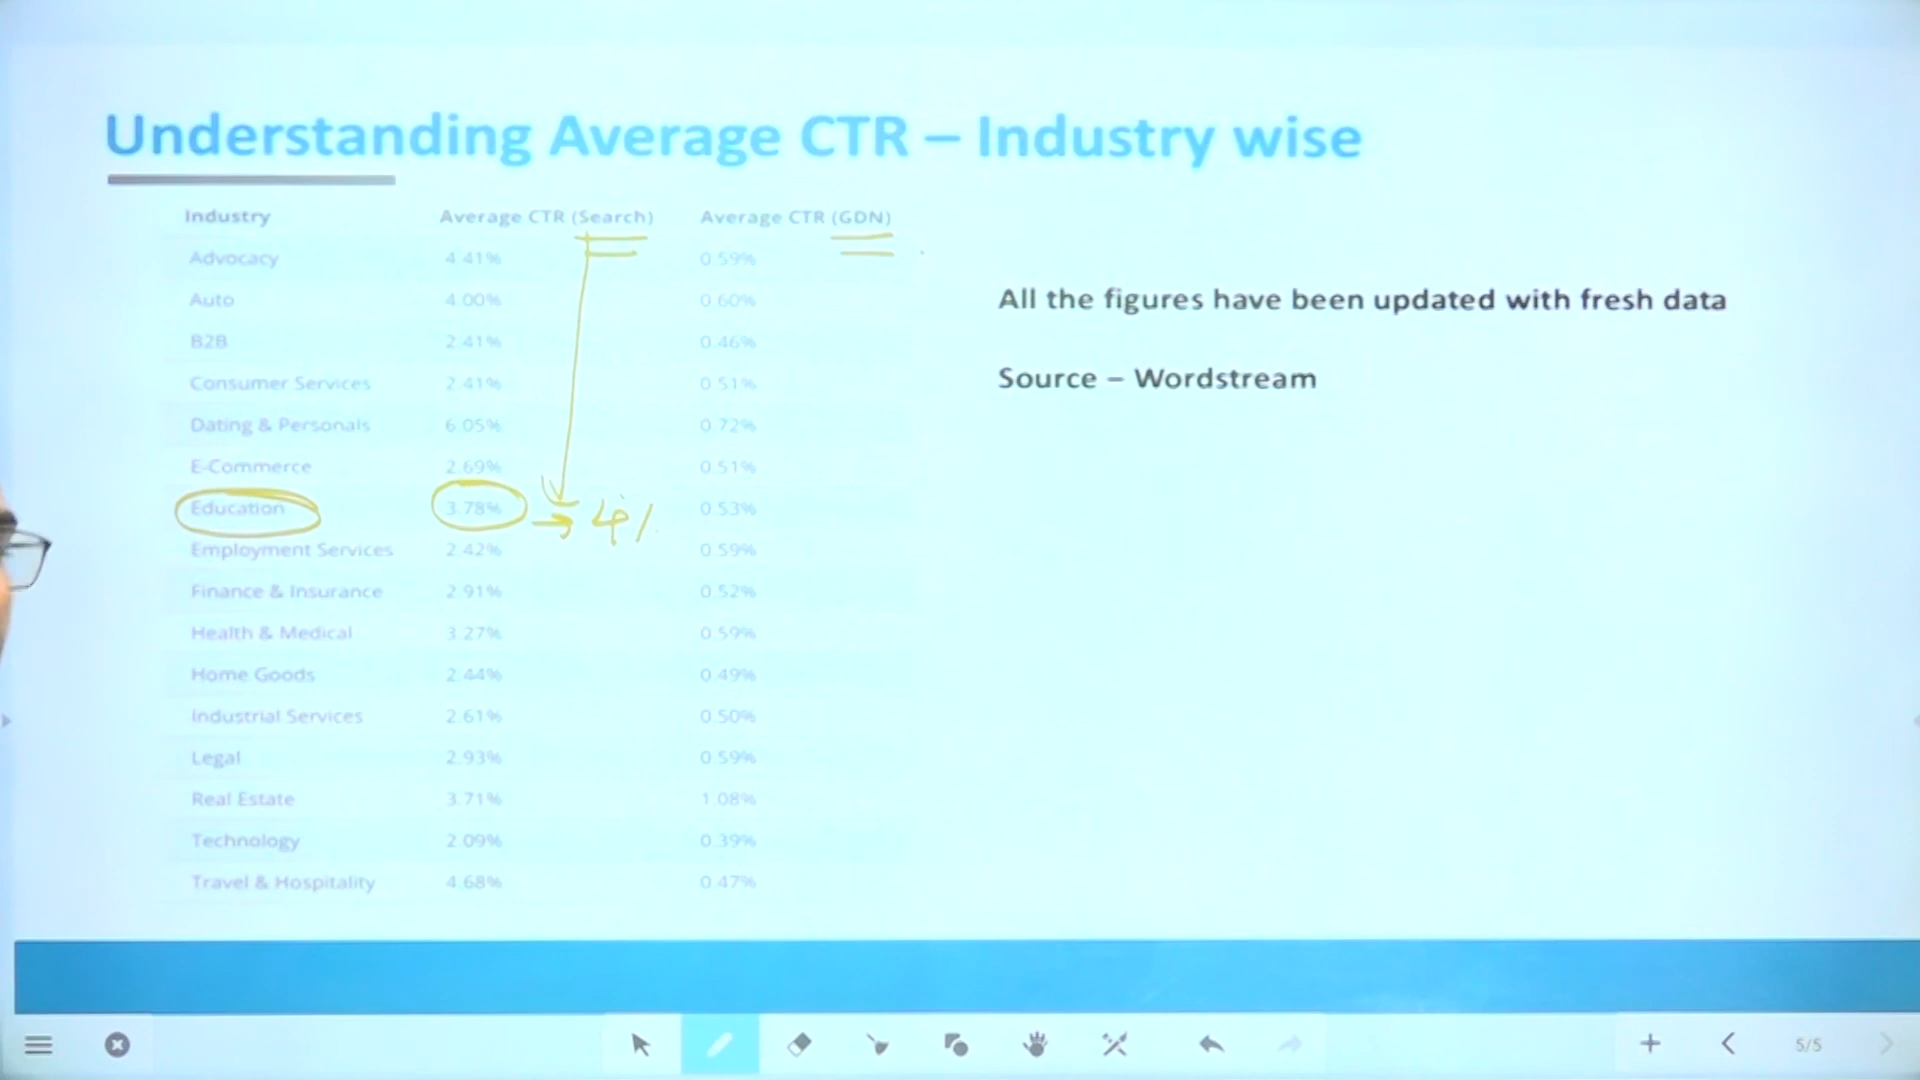 Understanding Average CTR – Industry wise
Industry Average CTR (Search) Average CTR (GDN)
Advocacy 4.41% 0.59%
Auto 4.00% 0.60%
B2B 2.41% 0.46%
Consumer Services 2.41% 0.51%
Dating & Personals 6.05% 0.72%
E-Commerce 2.69% 0.51%
Education 3.78% → 4% 0.53%
Employment Services 2.42% 0.59%
Finance & Insurance 2.91% 0.52%
Health & Medical 3.27% 0.59%
Home Goods 2.44% 0.49%
Industrial Services 2.61% 0.50%
Legal 2.93% 0.59%
Real Estate 3.71% 1.08%
Technology 2.09% 0.39%
Travel & Hospitality 4.68% 0.47%
All the figures have been updated with fresh data
Source – Wordstream
5/5